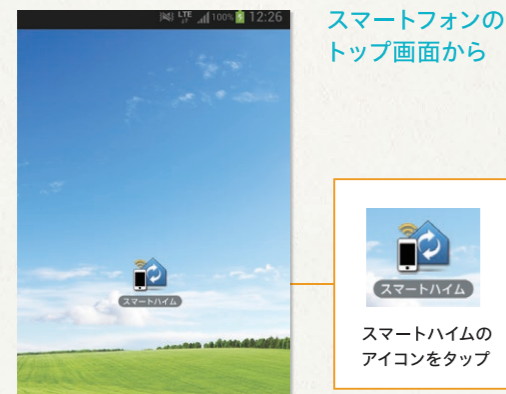 LTE 100% 12:26
スマートフォンの
トップ画面から
スマートハイム
スマートハイム
スマートハイムの
アイコンをタップ